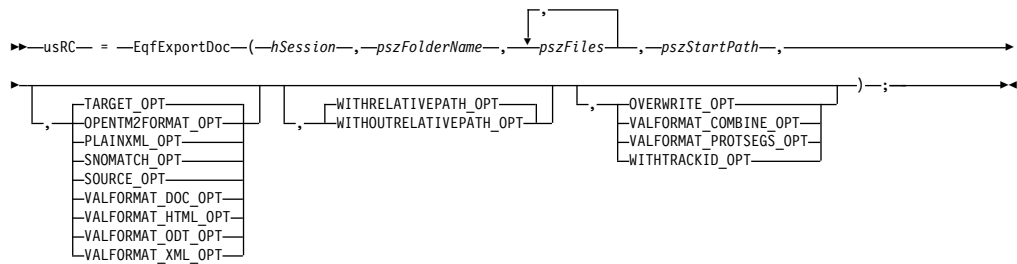 ,
usRC = EqfExportDoc ( hSession , pszFolderName , pszFiles , pszStartPath ,
) ;
, TARGET_OPT
OPENTM2FORMAT_OPT
PLAINXML_OPT
SNOMATCH_OPT
SOURCE_OPT
VALFORMAT_DOC_OPT
VALFORMAT_HTML_OPT
VALFORMAT_ODT_OPT
VALFORMAT_XML_OPT
, WITHRELATIVEPATH_OPT
WITHOUTRELATIVEPATH_OPT
, OVERWRITE_OPT
VALFORMAT_COMBINE_OPT
VALFORMAT_PROTSEGS_OPT
WITHTRACKID_OPT